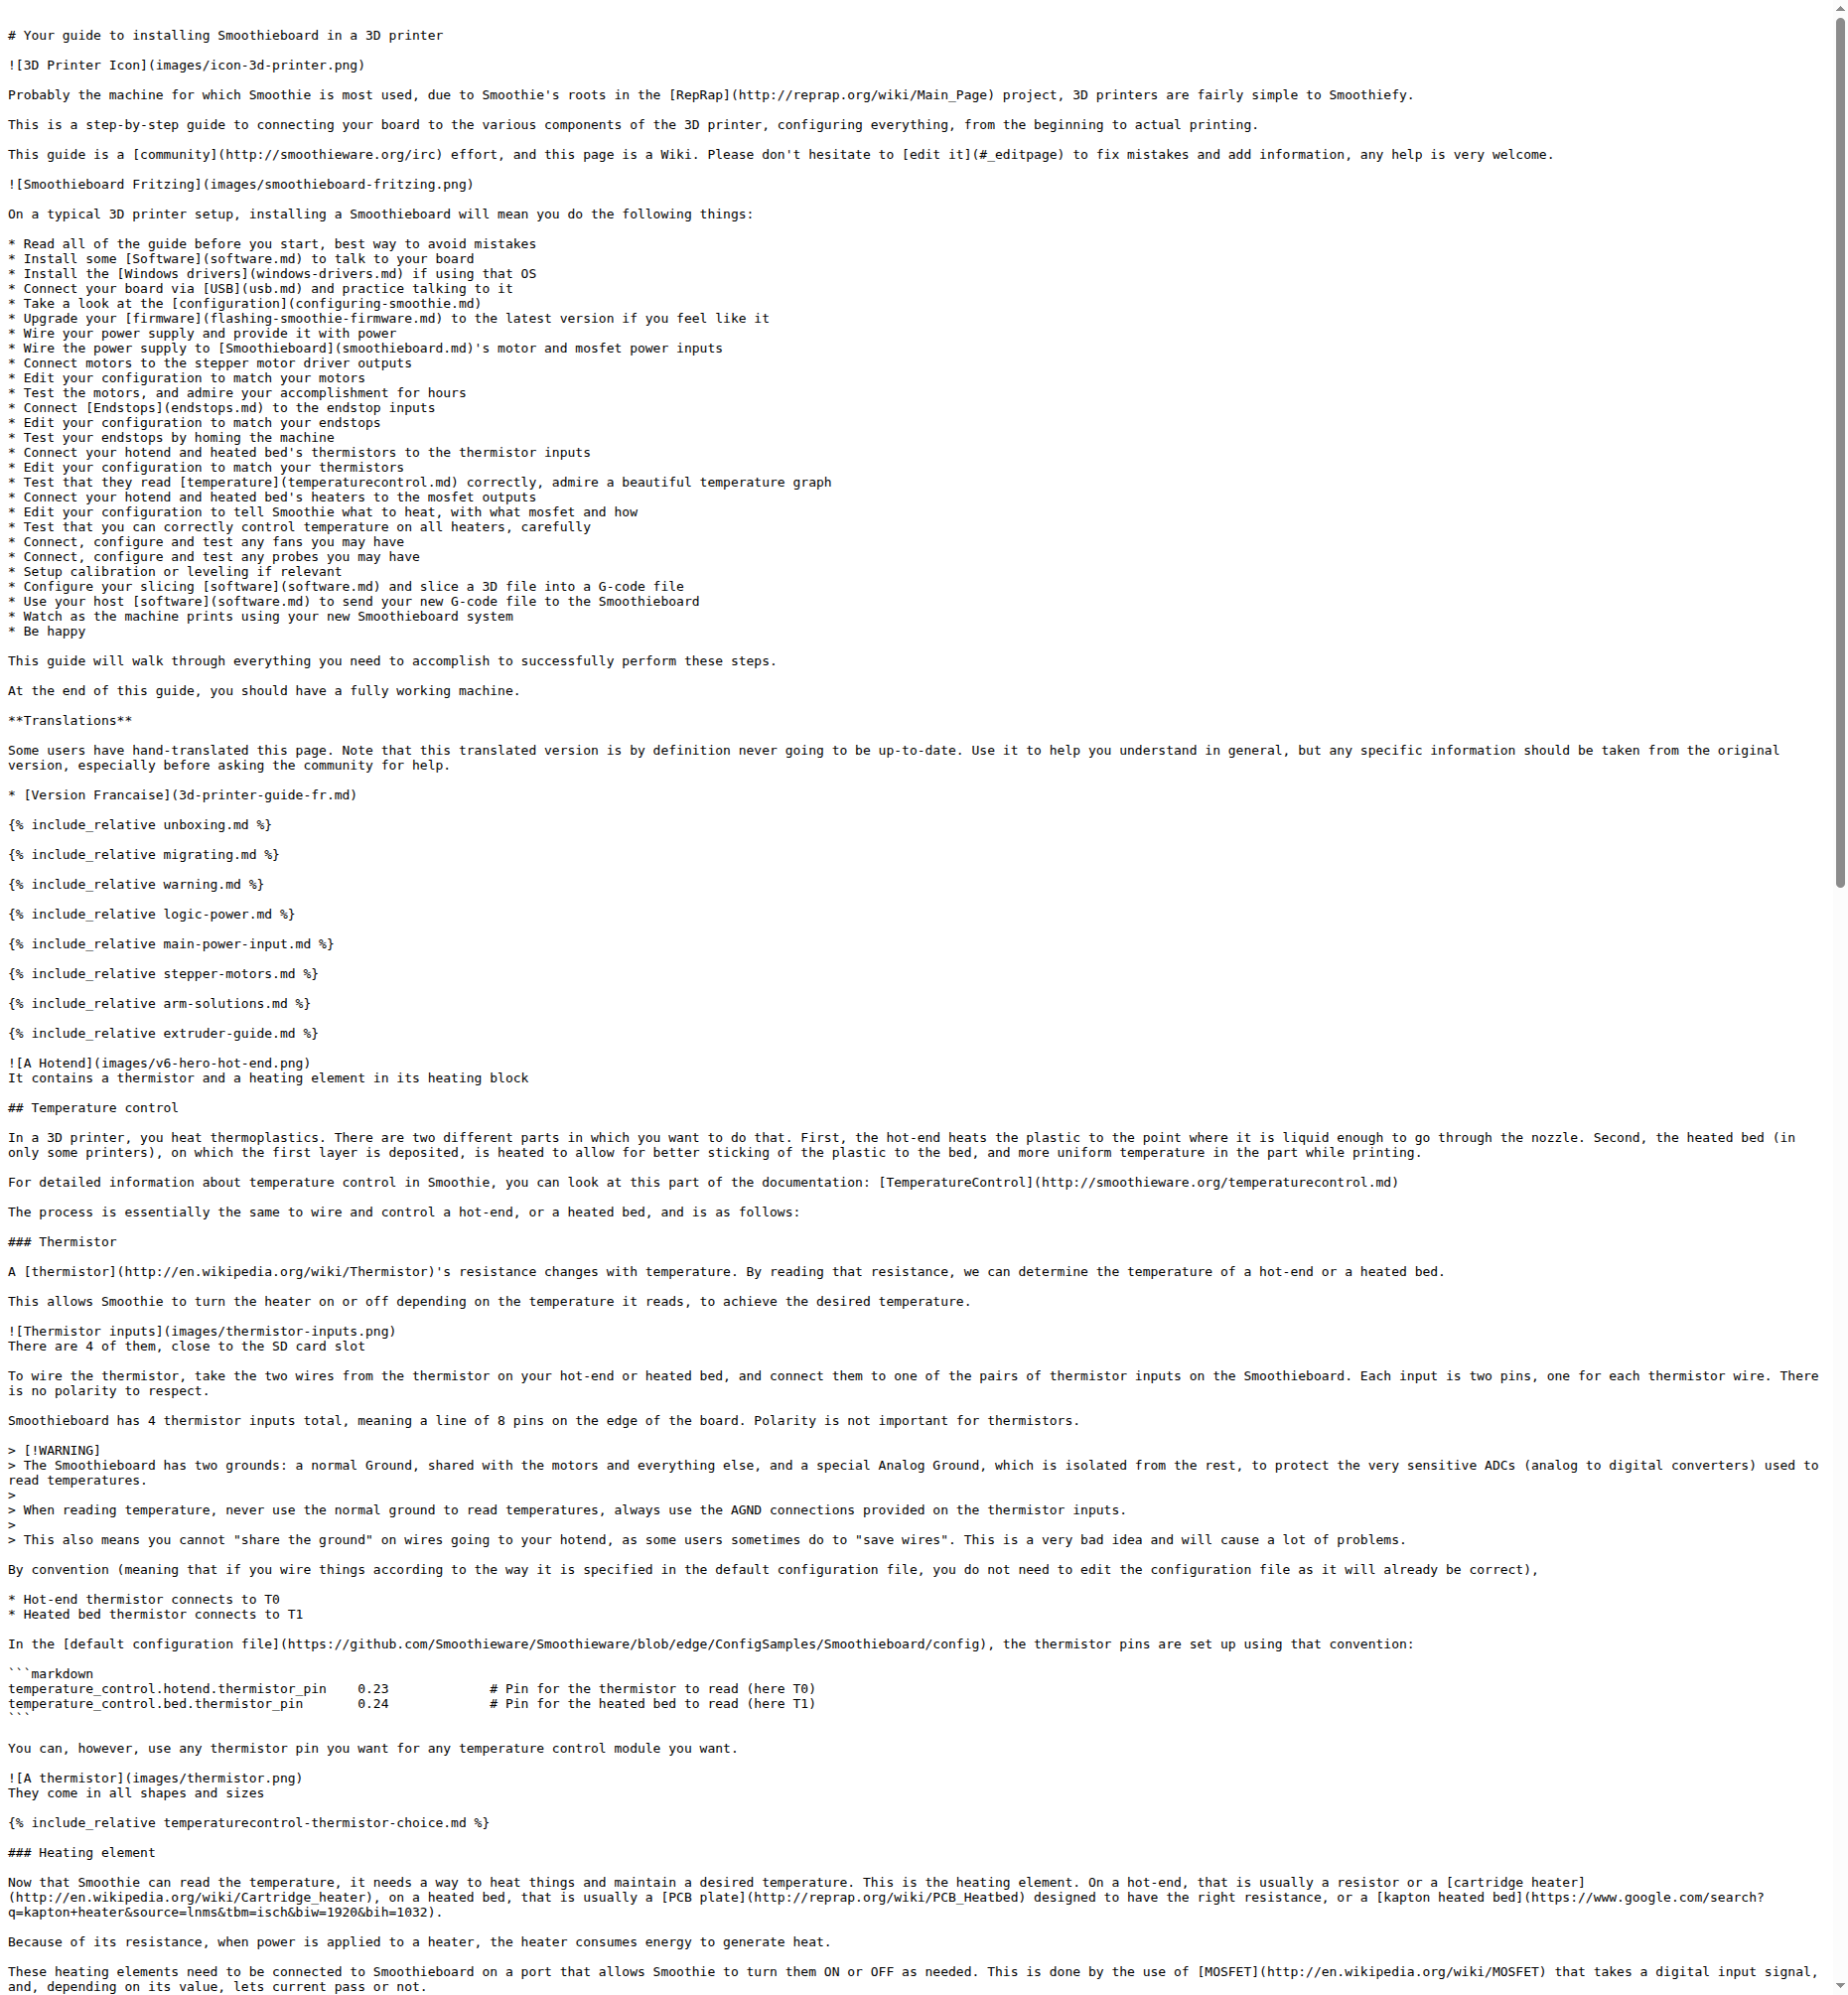 # Your guide to installing Smoothieboard in a 3D printer
![3D Printer Icon](images/icon-3d-printer.png)
Probably the machine for which Smoothie is most used, due to Smoothie's roots in the [RepRap](http://reprap.org/wiki/Main_Page) project, 3D printers are fairly simple to Smoothiefy.
This is a step-by-step guide to connecting your board to the various components of the 3D printer, configuring everything, from the beginning to actual printing.
This guide is a [community](http://smoothieware.org/irc) effort, and this page is a Wiki. Please don't hesitate to [edit it](#_editpage) to fix mistakes and add information, any help is very welcome.
![Smoothieboard Fritzing](images/smoothieboard-fritzing.png)
On a typical 3D printer setup, installing a Smoothieboard will mean you do the following things:
* Read all of the guide before you start, best way to avoid mistakes
* Install some [Software](software.md) to talk to your board
* Install the [Windows drivers](windows-drivers.md) if using that OS
* Connect your board via [USB](usb.md) and practice talking to it
* Take a look at the [configuration](configuring-smoothie.md)
* Upgrade your [firmware](flashing-smoothie-firmware.md) to the latest version if you feel like it
* Wire your power supply and provide it with power
* Wire the power supply to [Smoothieboard](smoothieboard.md)'s motor and mosfet power inputs
* Connect motors to the stepper motor driver outputs
* Edit your configuration to match your motors
* Test the motors, and admire your accomplishment for hours
* Connect [Endstops](endstops.md) to the endstop inputs
* Edit your configuration to match your endstops
* Test your endstops by homing the machine
* Connect your hotend and heated bed's thermistors to the thermistor inputs
* Edit your configuration to match your thermistors
* Test that they read [temperature](temperaturecontrol.md) correctly, admire a beautiful temperature graph
* Connect your hotend and heated bed's heaters to the mosfet outputs
* Edit your configuration to tell Smoothie what to heat, with what mosfet and how
* Test that you can correctly control temperature on all heaters, carefully
* Connect, configure and test any fans you may have
* Connect, configure and test any probes you may have
* Setup calibration or leveling if relevant
* Configure your slicing [software](software.md) and slice a 3D file into a G-code file
* Use your host [software](software.md) to send your new G-code file to the Smoothieboard
* Watch as the machine prints using your new Smoothieboard system
* Be happy
This guide will walk through everything you need to accomplish to successfully perform these steps.
At the end of this guide, you should have a fully working machine.
**Translations**
Some users have hand-translated this page. Note that this translated version is by definition never going to be up-to-date. Use it to help you understand in general, but any specific information should be taken from the original
version, especially before asking the community for help.
* [Version Francaise](3d-printer-guide-fr.md)
{% include_relative unboxing.md %}
{% include_relative migrating.md %}
{% include_relative warning.md %}
{% include_relative logic-power.md %}
{% include_relative main-power-input.md %}
{% include_relative stepper-motors.md %}
{% include_relative arm-solutions.md %}
{% include_relative extruder-guide.md %}
![A Hotend](images/v6-hero-hot-end.png)
It contains a thermistor and a heating element in its heating block
## Temperature control
In a 3D printer, you heat thermoplastics. There are two different parts in which you want to do that. First, the hot-end heats the plastic to the point where it is liquid enough to go through the nozzle. Second, the heated bed (in
only some printers), on which the first layer is deposited, is heated to allow for better sticking of the plastic to the bed, and more uniform temperature in the part while printing.
For detailed information about temperature control in Smoothie, you can look at this part of the documentation: [TemperatureControl](http://smoothieware.org/temperaturecontrol.md)
The process is essentially the same to wire and control a hot-end, or a heated bed, and is as follows:
### Thermistor
A [thermistor](http://en.wikipedia.org/wiki/Thermistor)'s resistance changes with temperature. By reading that resistance, we can determine the temperature of a hot-end or a heated bed.
This allows Smoothie to turn the heater on or off depending on the temperature it reads, to achieve the desired temperature.
![Thermistor inputs](images/thermistor-inputs.png)
There are 4 of them, close to the SD card slot
To wire the thermistor, take the two wires from the thermistor on your hot-end or heated bed, and connect them to one of the pairs of thermistor inputs on the Smoothieboard. Each input is two pins, one for each thermistor wire. There
is no polarity to respect.
Smoothieboard has 4 thermistor inputs total, meaning a line of 8 pins on the edge of the board. Polarity is not important for thermistors.
> [!WARNING]
> The Smoothieboard has two grounds: a normal Ground, shared with the motors and everything else, and a special Analog Ground, which is isolated from the rest, to protect the very sensitive ADCs (analog to digital converters) used to
read temperatures.
>
> When reading temperature, never use the normal ground to read temperatures, always use the AGND connections provided on the thermistor inputs.
>
> This also means you cannot "share the ground" on wires going to your hotend, as some users sometimes do to "save wires". This is a very bad idea and will cause a lot of problems.
By convention (meaning that if you wire things according to the way it is specified in the default configuration file, you do not need to edit the configuration file as it will already be correct),
* Hot-end thermistor connects to T0
* Heated bed thermistor connects to T1
In the [default configuration file](https://github.com/Smoothieware/Smoothieware/blob/edge/ConfigSamples/Smoothieboard/config), the thermistor pins are set up using that convention:
```markdown
temperature_control.hotend.thermistor_pin    0.23             # Pin for the thermistor to read (here T0)
temperature_control.bed.thermistor_pin       0.24             # Pin for the heated bed to read (here T1)
```
You can, however, use any thermistor pin you want for any temperature control module you want.
![A thermistor](images/thermistor.png)
They come in all shapes and sizes
{% include_relative temperaturecontrol-thermistor-choice.md %}
### Heating element
Now that Smoothie can read the temperature, it needs a way to heat things and maintain a desired temperature. This is the heating element. On a hot-end, that is usually a resistor or a [cartridge heater]
(http://en.wikipedia.org/wiki/Cartridge_heater), on a heated bed, that is usually a [PCB plate](http://reprap.org/wiki/PCB_Heatbed) designed to have the right resistance, or a [kapton heated bed](https://www.google.com/search?
q=kapton+heater&source=lnms&tbm=isch&biw=1920&bih=1032).
Because of its resistance, when power is applied to a heater, the heater consumes energy to generate heat.
These heating elements need to be connected to Smoothieboard on a port that allows Smoothie to turn them ON or OFF as needed. This is done by the use of [MOSFET](http://en.wikipedia.org/wiki/MOSFET) that takes a digital input signal,
and, depending on its value, lets current pass or not.